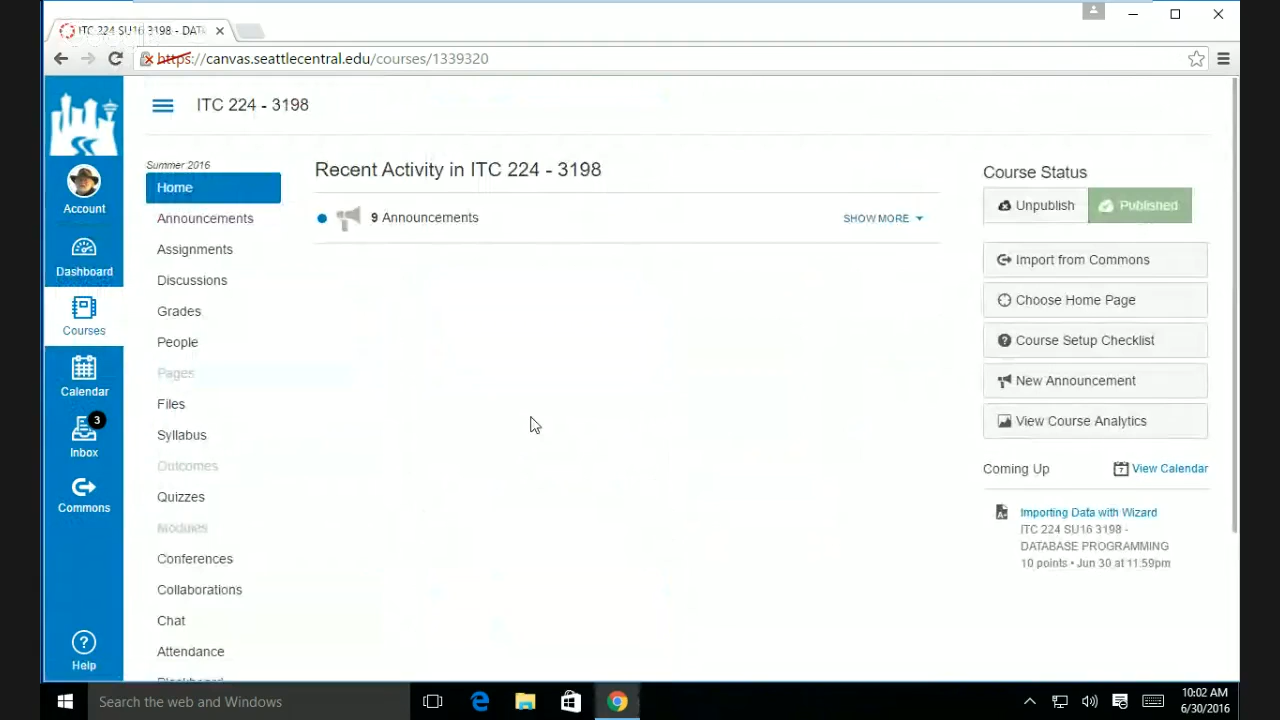 ITC 224 SU16 3198 - DATA
https://canvas.seattlecentral.edu/courses/1339320
ITC 224 - 3198
Account
Dashboard
Courses
Calendar
3
Inbox
Commons
Help
Summer 2016
Home
Announcements
Assignments
Discussions
Grades
People
Pages
Files
Syllabus
Outcomes
Quizzes
Modules
Conferences
Collaborations
Chat
Attendance
Recent Activity in ITC 224 - 3198
9 Announcements
SHOW MORE
Course Status
Unpublish
Published
Import from Commons
Choose Home Page
Course Setup Checklist
New Announcement
View Course Analytics
Coming Up
7
View Calendar
Importing Data with Wizard
ITC 224 SU16 3198 -
DATABASE PROGRAMMING
10 points • Jun 30 at 11:59pm
Search the web and Windows
10:02 AM
6/30/2016